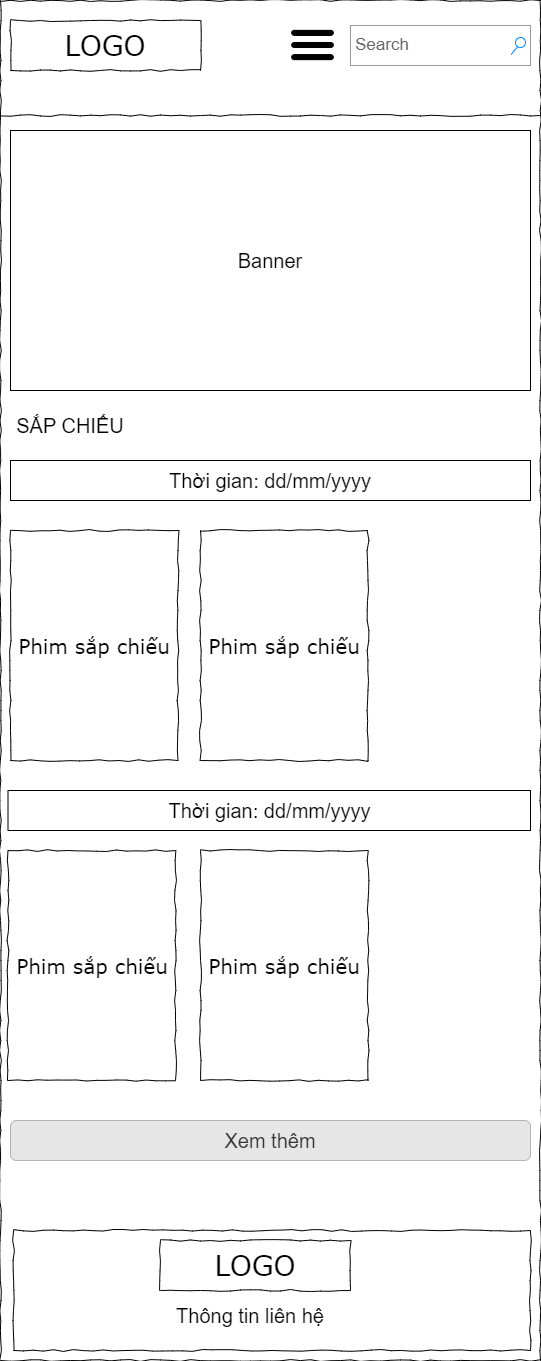 LOGO
Search
Banner
SẮP CHIẾU
Thời gian: dd/mm/yyyy
Phim sắp chiếu
Phim sắp chiếu
Thời gian: dd/mm/yyyy
Phim sắp chiếu
Phim sắp chiếu
Xem thêm
LOGO
Thông tin liên hệ